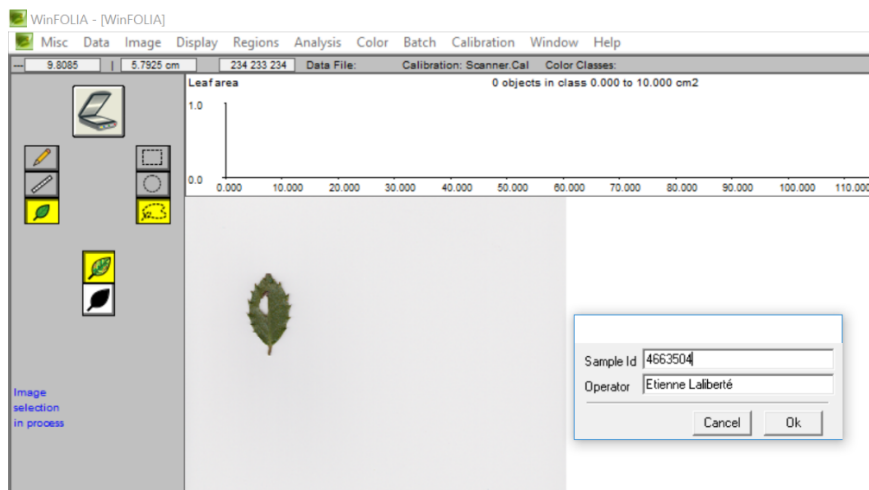 WinFOLIA - [WinFOLIA]
Misc Data Image Display Regions Analysis Color Batch Calibration Window Help
--- 9.8085 | 5.7925 cm 234 233 234 Data File: Calibration: Scanner.Cal Color Classes:
Leaf area 0 objects in class 0.000 to 10.000 cm2
1.0
0.0
0.000 10.000 20.000 30.000 40.000 50.000 60.000 70.000 80.000 90.000 100.000 110.000
Sample Id 4663504
Operator Etienne Laliberté
Cancel Ok
Image
selection
in process